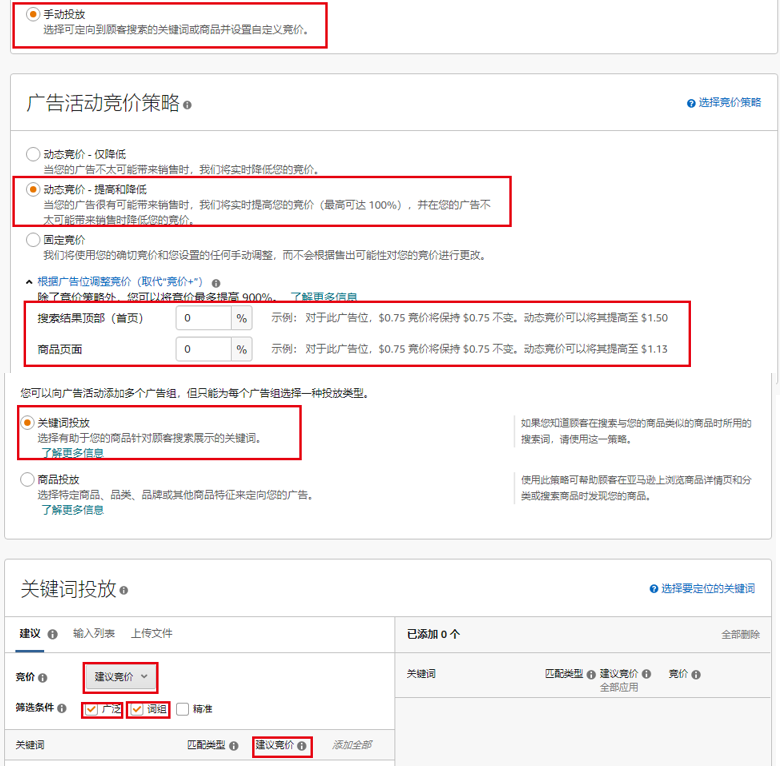 手动投放
选择可定向到顾客搜索的关键词或商品并设置自定义竞价。
广告活动竞价策略
选择竞价策略
动态竞价 - 仅降低
当您的广告不太可能带来销售时，我们将实时降低您的竞价。
动态竞价 - 提高和降低
当您的广告很有可能带来销售时，我们将实时提高您的竞价（最高可达 100%），并在您的广告不
太可能带来销售时降低您的竞价。
固定竞价
我们将使用您的确切竞价和您设置的任何手动调整，而不会根据售出可能性对您的竞价进行更改。
根据广告位调整竞价（取代“竞价+”）
除了竞价策略外，您可以将竞价最多提高 900%。 了解更多信息
搜索结果顶部（首页） 0 % 示例： 对于此广告位，$0.75 竞价将保持 $0.75 不变。动态竞价可以将其提高至 $1.50
商品页面 0 % 示例： 对于此广告位，$0.75 竞价将保持 $0.75 不变。动态竞价可以将其提高至 $1.13
您可以向广告活动添加多个广告组，但只能为每个广告组选择一种投放类型。
关键词投放
选择有助于您的商品针对顾客搜索展示的关键词。
了解更多信息
如果您知道顾客在搜索与您的商品类似的商品时所用的
搜索词，请使用这一策略。
商品投放
选择特定商品、品类、品牌或其他商品特征来定向您的广告。
了解更多信息
使用此策略可帮助顾客在亚马逊上浏览商品详情页和分
类或搜索商品时发现您的商品。
关键词投放
选择要定位的关键词
建议 输入列表 上传文件
已添加 0 个 全部删除
竞价 建议竞价
筛选条件 广泛 词组 精准
关键词 匹配类型 建议竞价 添加全部
关键词 匹配类型 建议竞价 竞价
全部应用